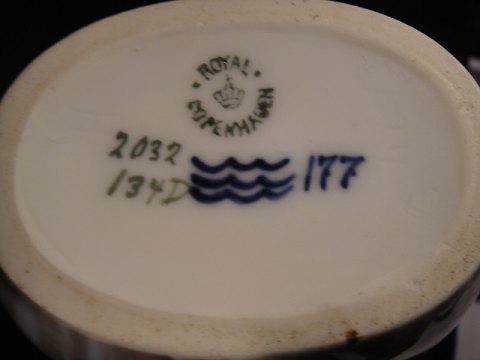 ROYAL
COPENHAGEN
2032
134D
177